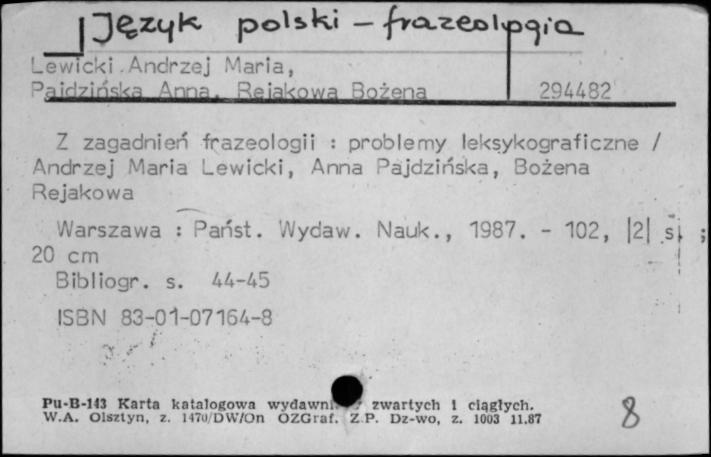 Język polski – frazeologia
Lewicki Andrzej Maria,
Pajdzińska Anna, Rejakowa Bożena 294482
Z zagadnień frazeologii : problemy leksykograficzne /
Andrzej Maria Lewicki, Anna Pajdzińska, Bożena
Rejakowa
Warszawa : Państ. Wydaw. Nauk., 1987. - 102, |2| s. ;
20 cm
Bibliogr. s. 44-45
ISBN 83-01-07164-8
Pu-B-143 Karta katalogowa zwartych i ciągłych.
W.A. Olsztyn, z. 1470/DW/On OZGraf. Z.P. Dz-wo, z. 1003 11.87
8